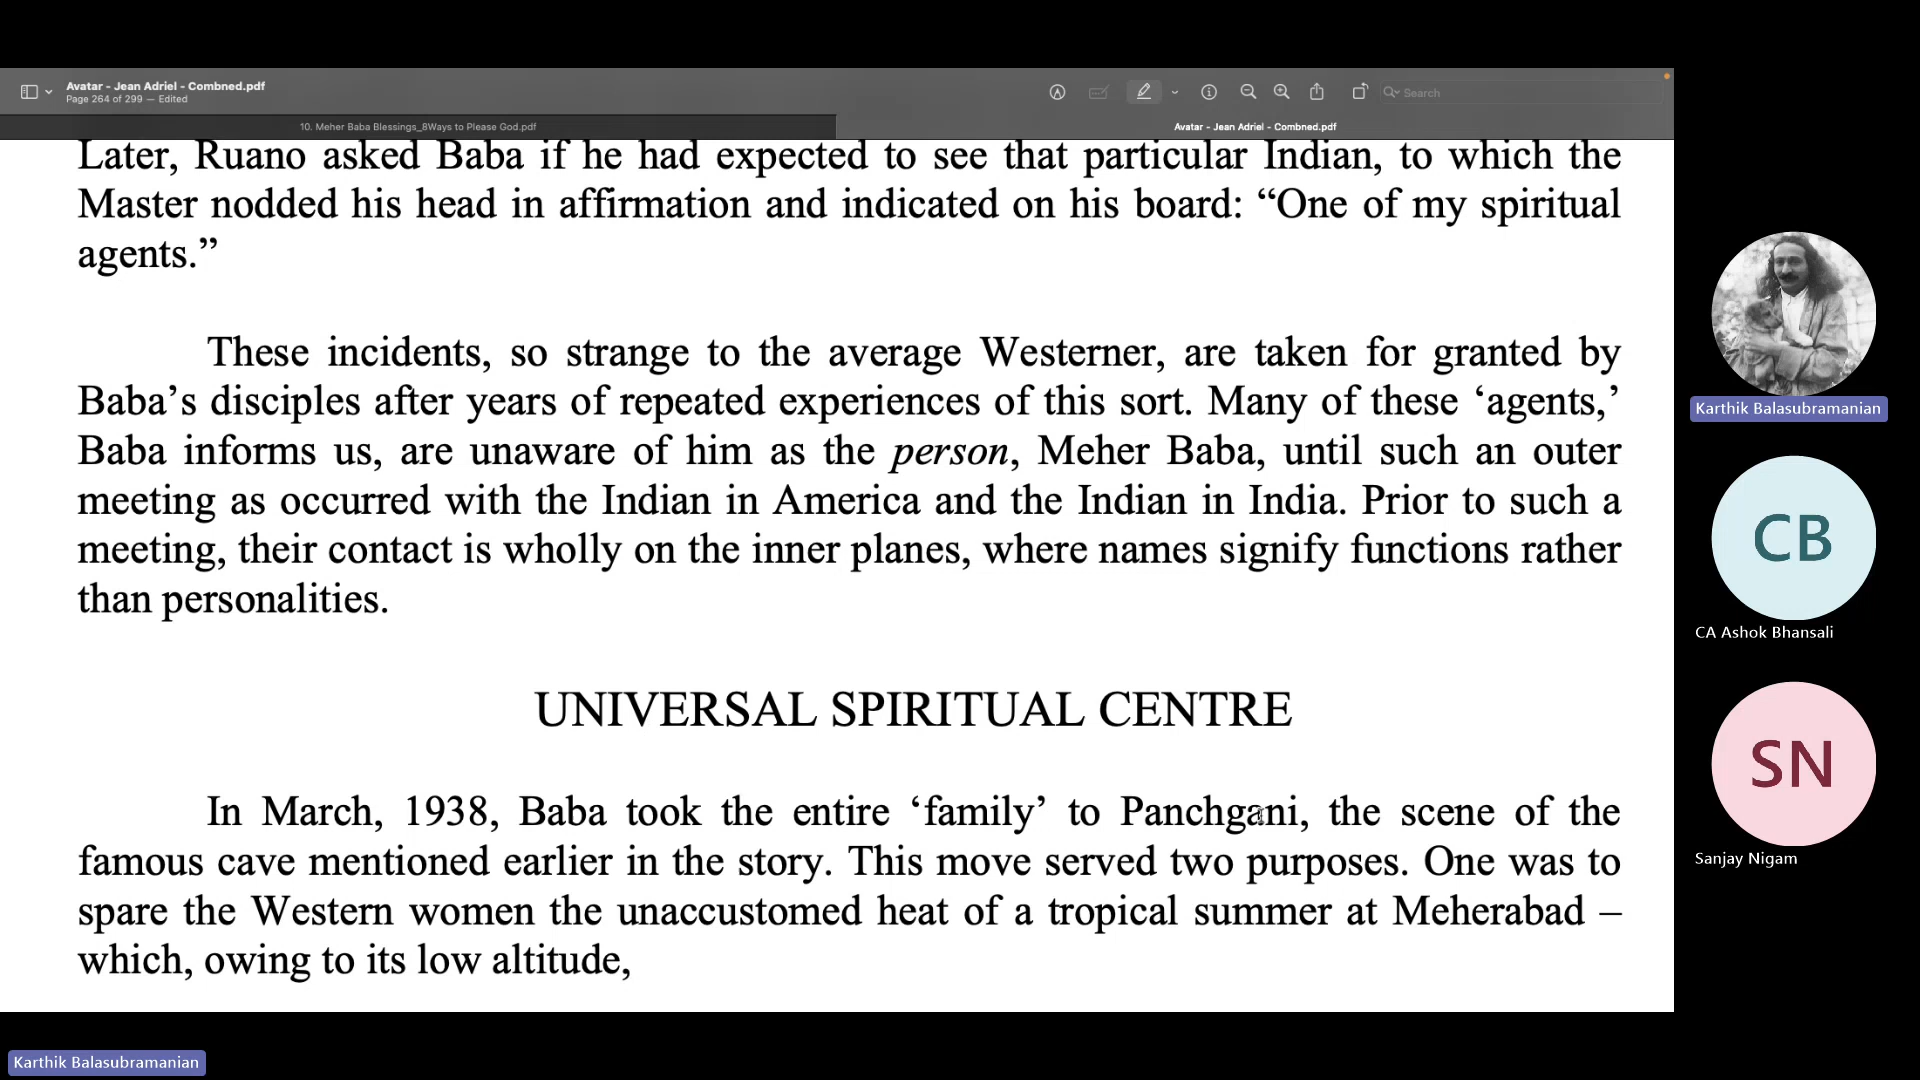 Avatar - Jean Adriel - Combned.pdf
Page 264 of 299 — Edited
Search
10. Meher Baba Blessings_8Ways to Please God.pdf
Avatar - Jean Adriel - Combned.pdf
Later, Ruano asked Baba if he had expected to see that particular Indian, to which the
Master nodded his head in affirmation and indicated on his board: “One of my spiritual
agents.”
These incidents, so strange to the average Westerner, are taken for granted by
Baba’s disciples after years of repeated experiences of this sort. Many of these ‘agents,’
Baba informs us, are unaware of him as the person, Meher Baba, until such an outer
meeting as occurred with the Indian in America and the Indian in India. Prior to such a
meeting, their contact is wholly on the inner planes, where names signify functions rather
than personalities.
UNIVERSAL SPIRITUAL CENTRE
In March, 1938, Baba took the entire ‘family’ to Panchgani, the scene of the
famous cave mentioned earlier in the story. This move served two purposes. One was to
spare the Western women the unaccustomed heat of a tropical summer at Meherabad –
which, owing to its low altitude,
Karthik Balasubramanian
CB
CA Ashok Bhansali
SN
Sanjay Nigam
Karthik Balasubramanian